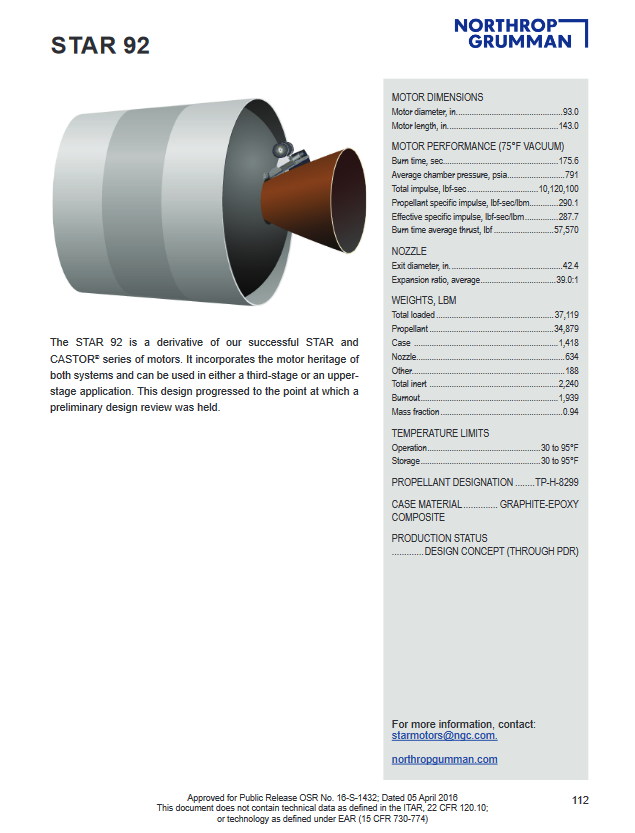 STAR 92
NORTHROP
GRUMMAN
The STAR 92 is a derivative of our successful STAR and
CASTOR® series of motors. It incorporates the motor heritage of
both systems and can be used in either a third-stage or an upper-
stage application. This design progressed to the point at which a
preliminary design review was held.
MOTOR DIMENSIONS
Motor diameter, in.................................................93.0
Motor length, in...................................................143.0
MOTOR PERFORMANCE (75°F VACUUM)
Burn time, sec.....................................................175.6
Average chamber pressure, psia..........................791
Total impulse, lbf-sec................................10,120,100
Propellant specific impulse, lbf-sec/lbm.............290.1
Effective specific impulse, lbf-sec/lbm...............287.7
Burn time average thrust, lbf............................57,570
NOZZLE
Exit diameter, in....................................................42.4
Expansion ratio, average...................................39.0:1
WEIGHTS, LBM
Total loaded......................................................37,119
Propellant.........................................................34,879
Case ..................................................................1,418
Nozzle...................................................................634
Other.....................................................................188
Total inert ...........................................................2,240
Burnout...............................................................1,939
Mass fraction........................................................0.94
TEMPERATURE LIMITS
Operation....................................................30 to 95°F
Storage.......................................................30 to 95°F
PROPELLANT DESIGNATION ........TP-H-8299
CASE MATERIAL.............. GRAPHITE-EPOXY
COMPOSITE
PRODUCTION STATUS
.............DESIGN CONCEPT (THROUGH PDR)
For more information, contact:
starmotors@ngc.com.
northropgumman.com
Approved for Public Release OSR No. 16-S-1432; Dated 05 April 2016
This document does not contain technical data as defined in the ITAR, 22 CFR 120.10;
or technology as defined under EAR (15 CFR 730-774)
112